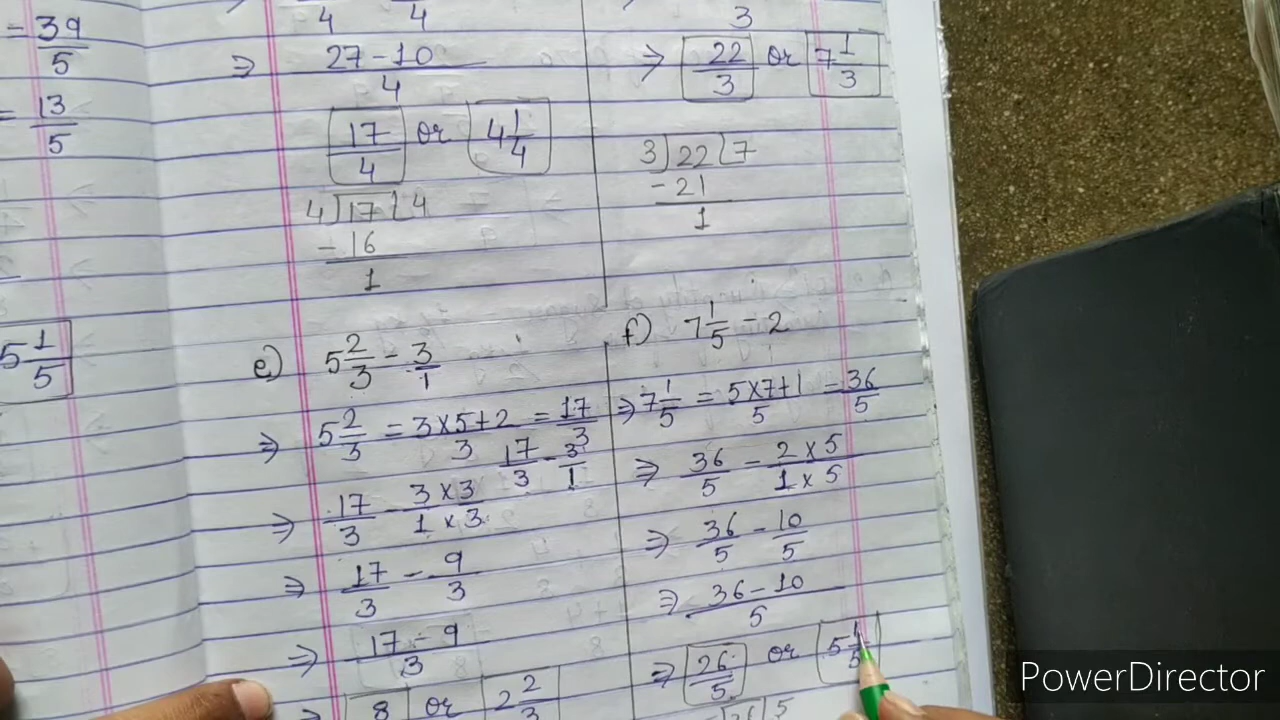 = 39/5
= 13/5
5 1/5
4 4
⇒ 27 - 10 / 4
17/4 or 4 1/4
4)17(4
- 16
1
3
⇒ 22/3 or 7 1/3
3)22(7
- 21
1
e) 5 2/3 - 3/1
⇒ 5 2/3 = 3×5+2 / 3 = 17/3
17/3 - 3/1
⇒ 17/3 - 3×3 / 1×3
⇒ 17/3 - 9/3
⇒ 17 - 9 / 3
⇒ 8 or 2 2/3
f) 7 1/5 - 2
⇒ 7 1/5 = 5×7+1 / 5 = 36/5
⇒ 36/5 - 2×5 / 1×5
⇒ 36/5 - 10/5
⇒ 36 - 10 / 5
⇒ 26/5 or 5 1/5
26 5
PowerDirector